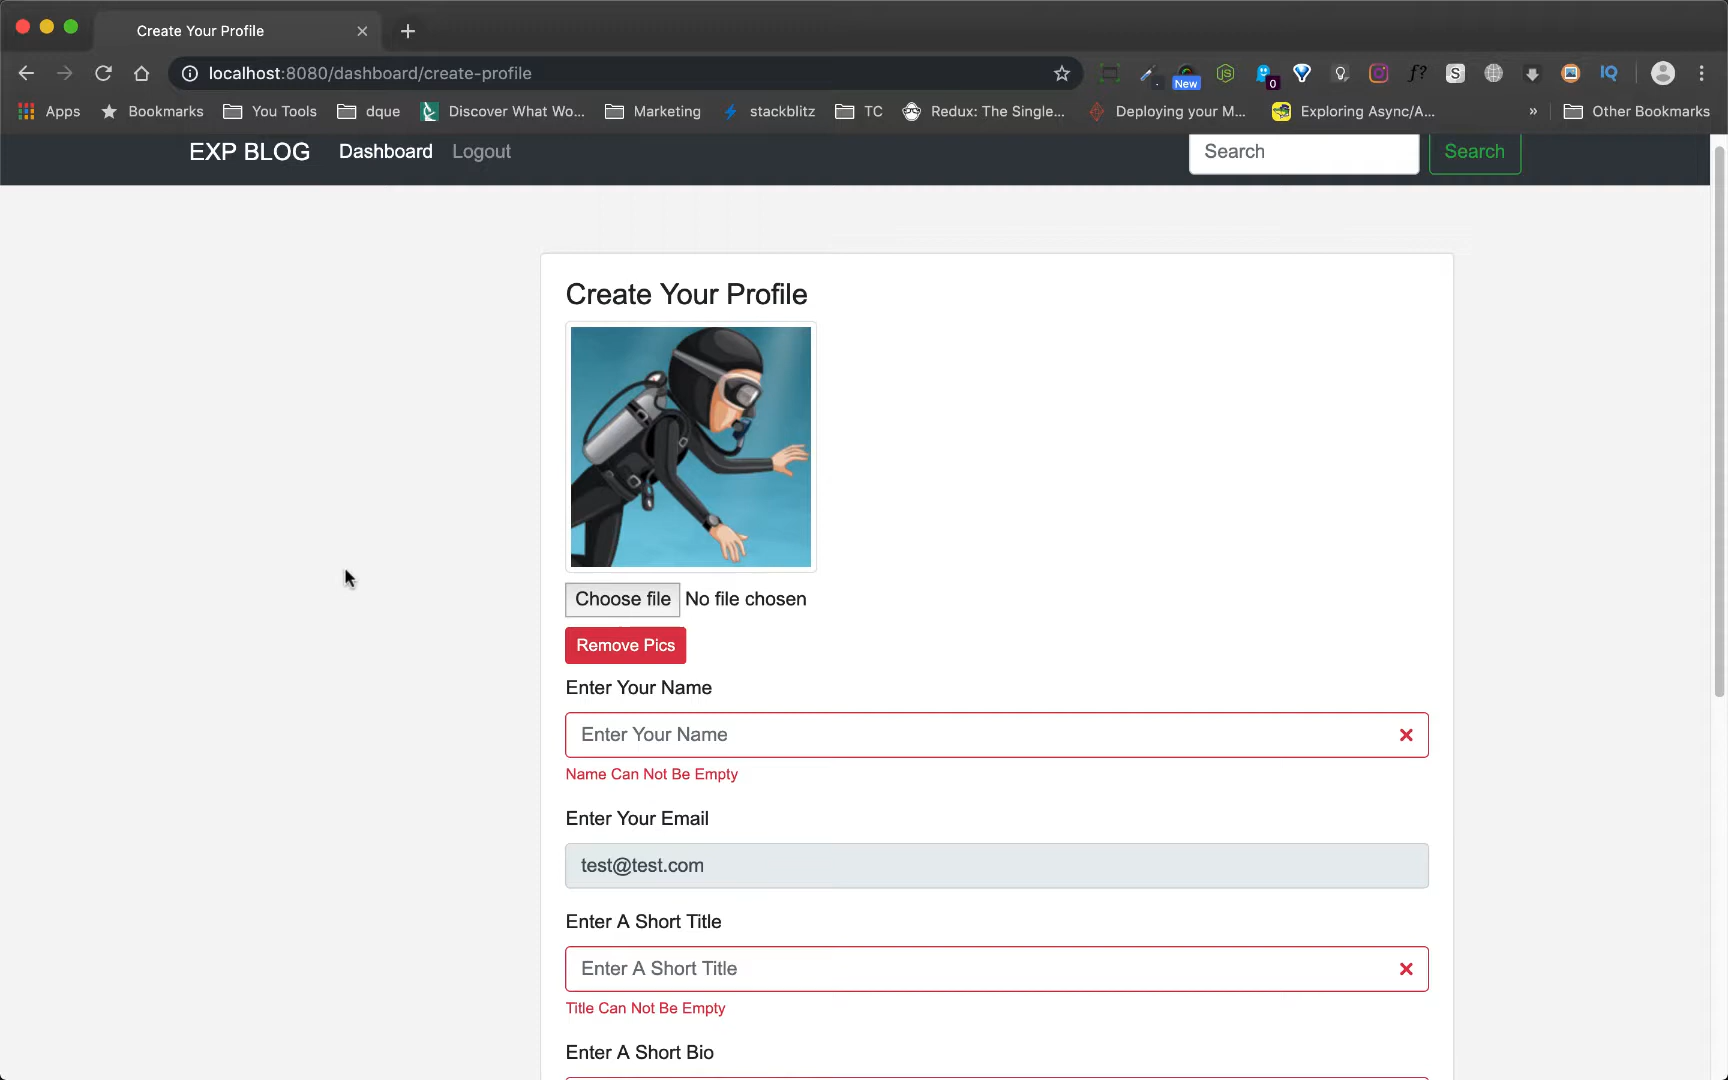 Create Your Profile
localhost:8080/dashboard/create-profile
New
0
f?
S
IQ
Apps
Bookmarks
You Tools
dque
Discover What Wo...
Marketing
stackblitz
TC
Redux: The Single...
Deploying your M...
Exploring Async/A...
»
Other Bookmarks
EXP BLOG
Dashboard
Logout
Search
Search
Create Your Profile
Choose file No file chosen
Remove Pics
Enter Your Name
Enter Your Name
Name Can Not Be Empty
Enter Your Email
test@test.com
Enter A Short Title
Enter A Short Title
Title Can Not Be Empty
Enter A Short Bio